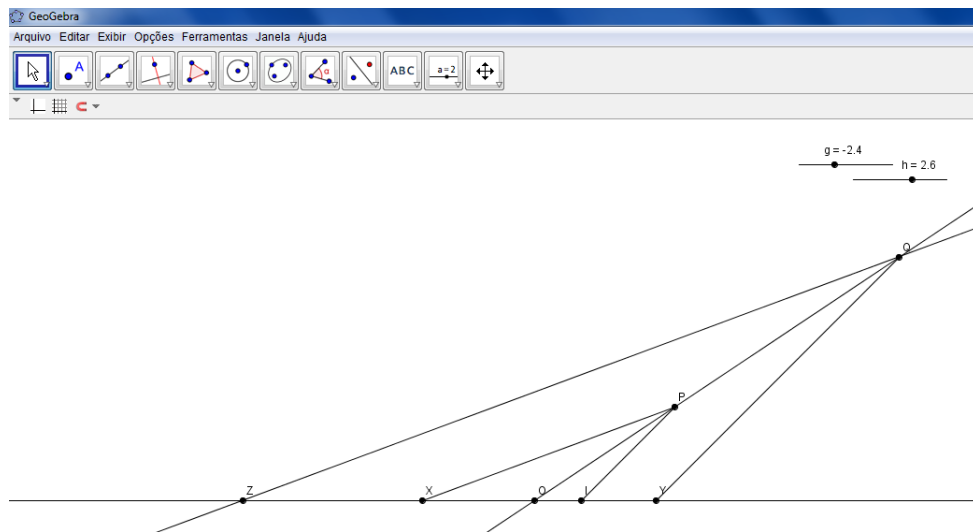 GeoGebra
Arquivo Editar Exibir Opções Ferramentas Janela Ajuda
A
α
ABC
a=2
g = -2.4
h = 2.6
Q
P
Z X O I Y